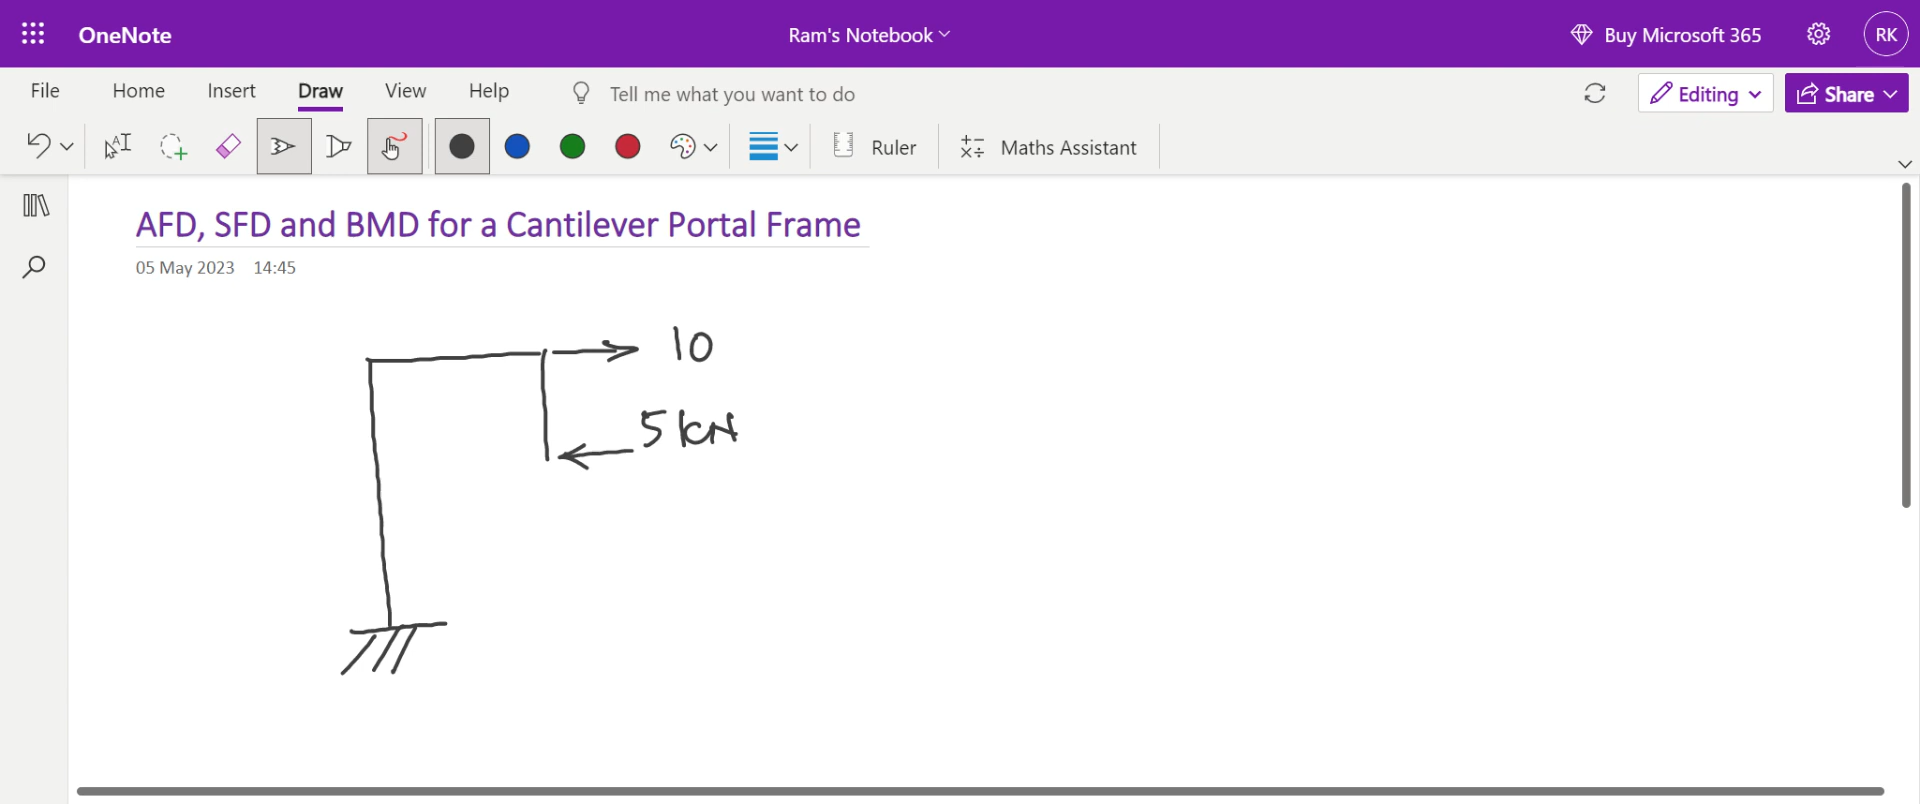 OneNote
Ram's Notebook
Buy Microsoft 365
RK
File Home Insert Draw View Help Tell me what you want to do Editing Share
Ruler Maths Assistant
AFD, SFD and BMD for a Cantilever Portal Frame
05 May 2023 14:45
10
5 kN